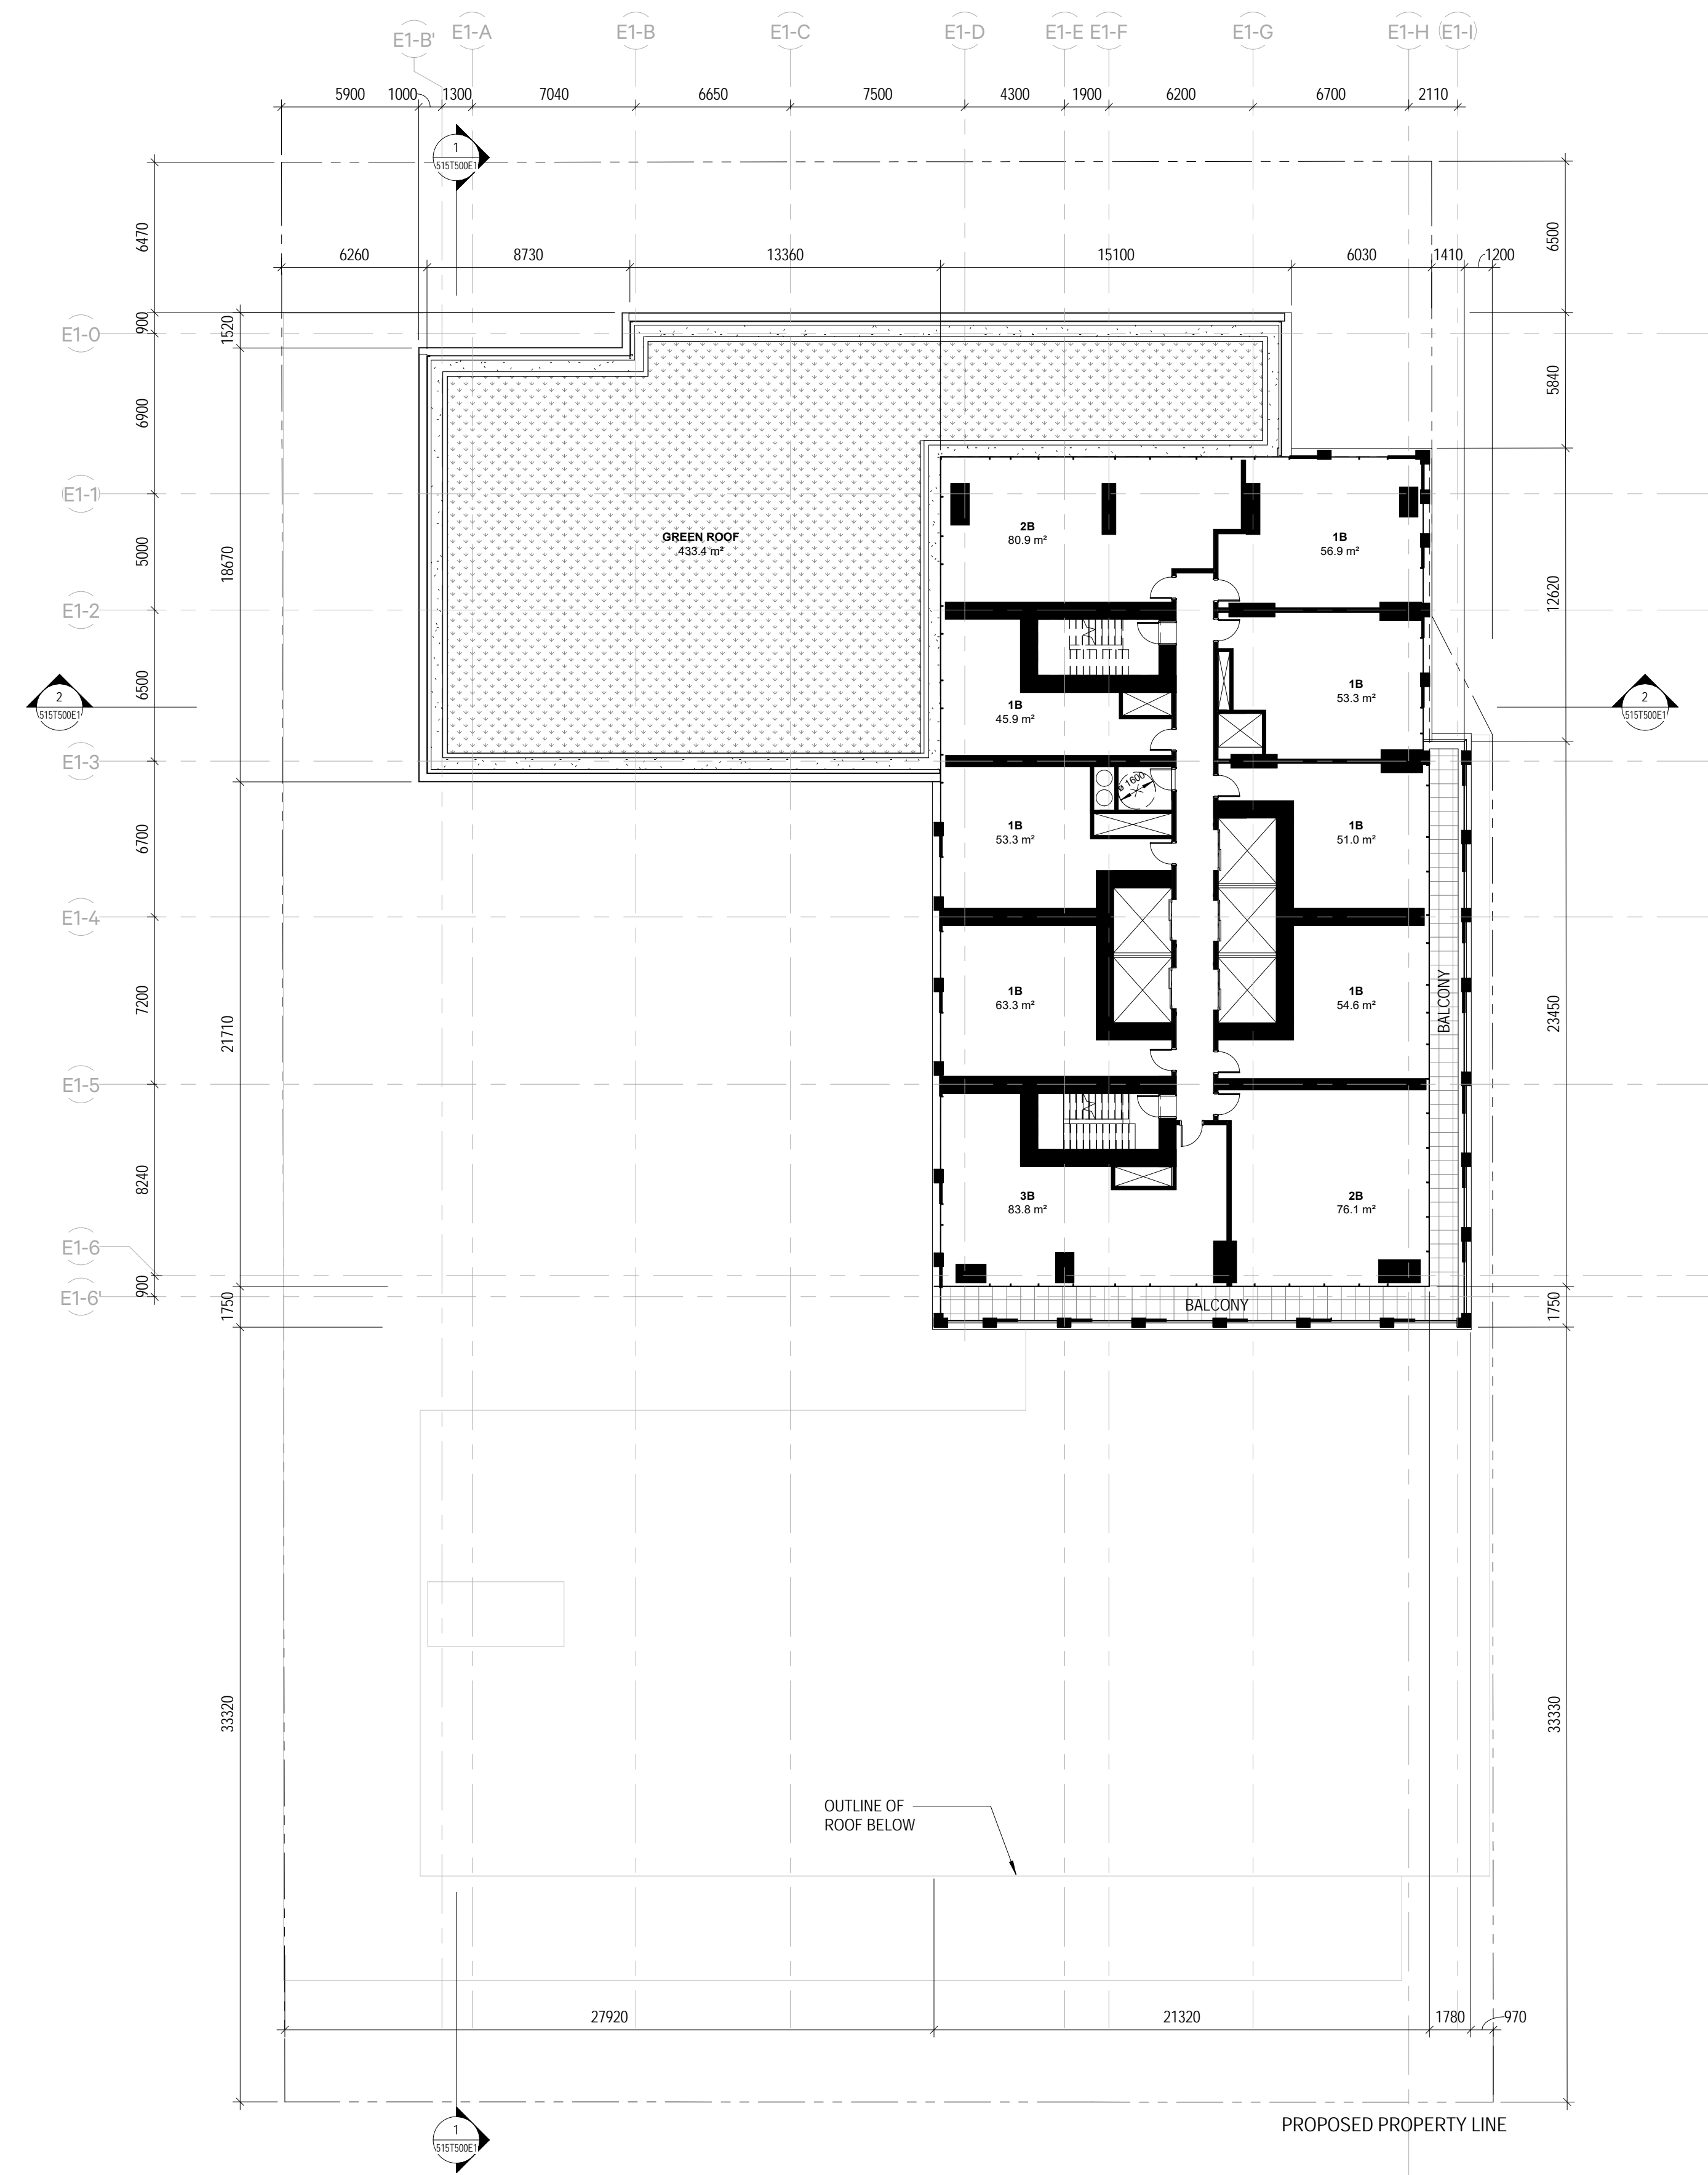 E1-B' E1-A E1-B E1-C E1-D E1-E E1-F E1-G E1-H E1-I
5900 1000 1300 7040 6650 7500 4300 1900 6200 6700 2110
1
515T500E1
6260 8730 13360 15100 6030 1410 1200
6470
900
6900
5000
6500
6700
7200
8240
900
1520
18670
21710
1750
33320
6500
5840
12620
23450
1750
33330
E1-0
E1-1
E1-2
E1-3
E1-4
E1-5
E1-6
E1-6'
2
515T500E1
2
515T500E1
GREEN ROOF
433.4 m²
2B
80.9 m²
1B
56.9 m²
1B
45.9 m²
1B
53.3 m²
1B
53.3 m²
ø 1600
1B
51.0 m²
1B
63.3 m²
1B
54.6 m²
BALCONY
3B
83.8 m²
2B
76.1 m²
BALCONY
OUTLINE OF
ROOF BELOW
27920 21320 1780 970
PROPOSED PROPERTY LINE
1
515T500E1